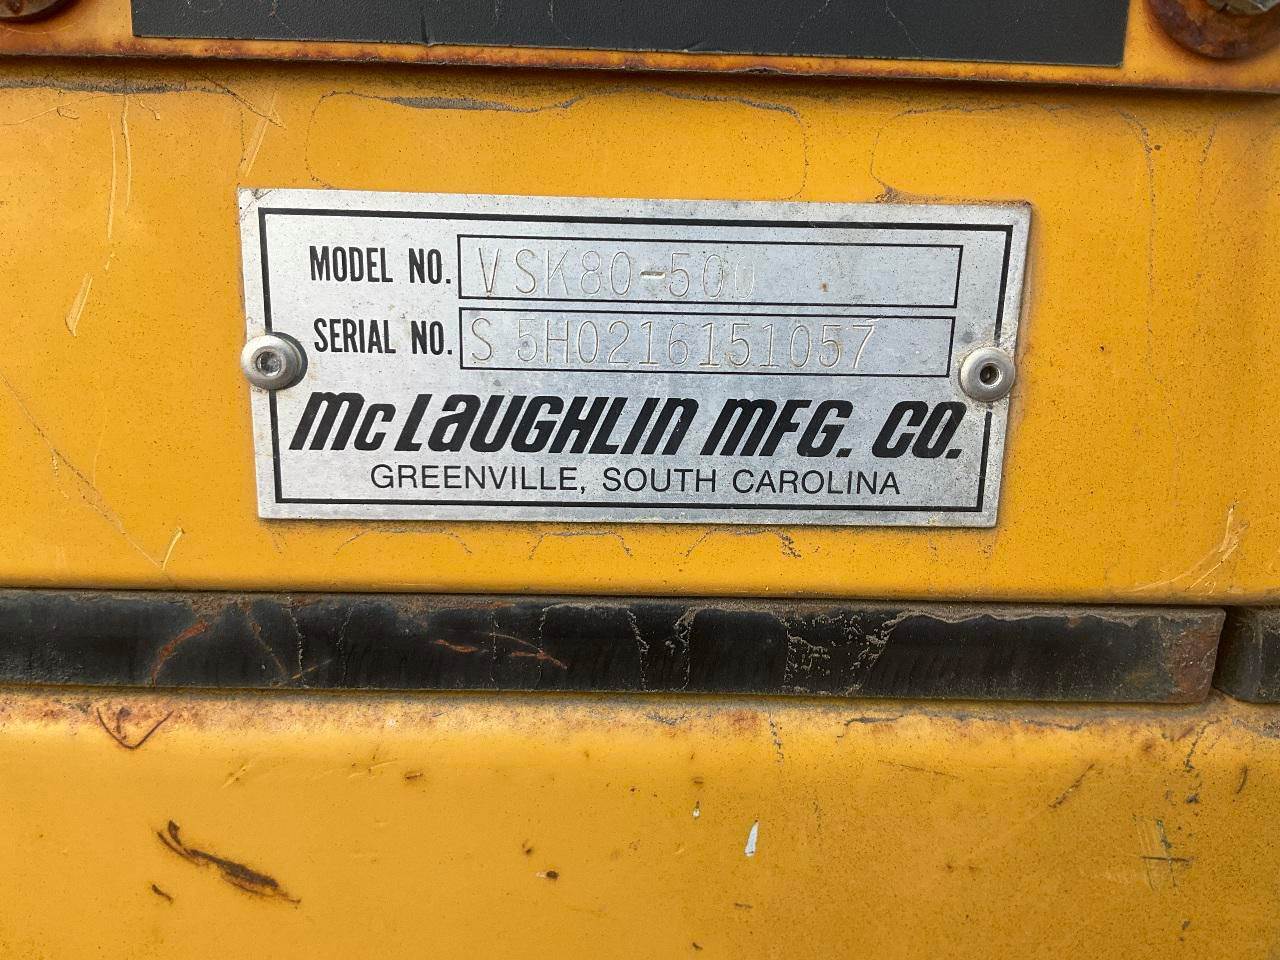 MODEL NO. VSK80-500
SERIAL NO. S 5H0216151057
McLAUGHLIN MFG. CO.
GREENVILLE, SOUTH CAROLINA